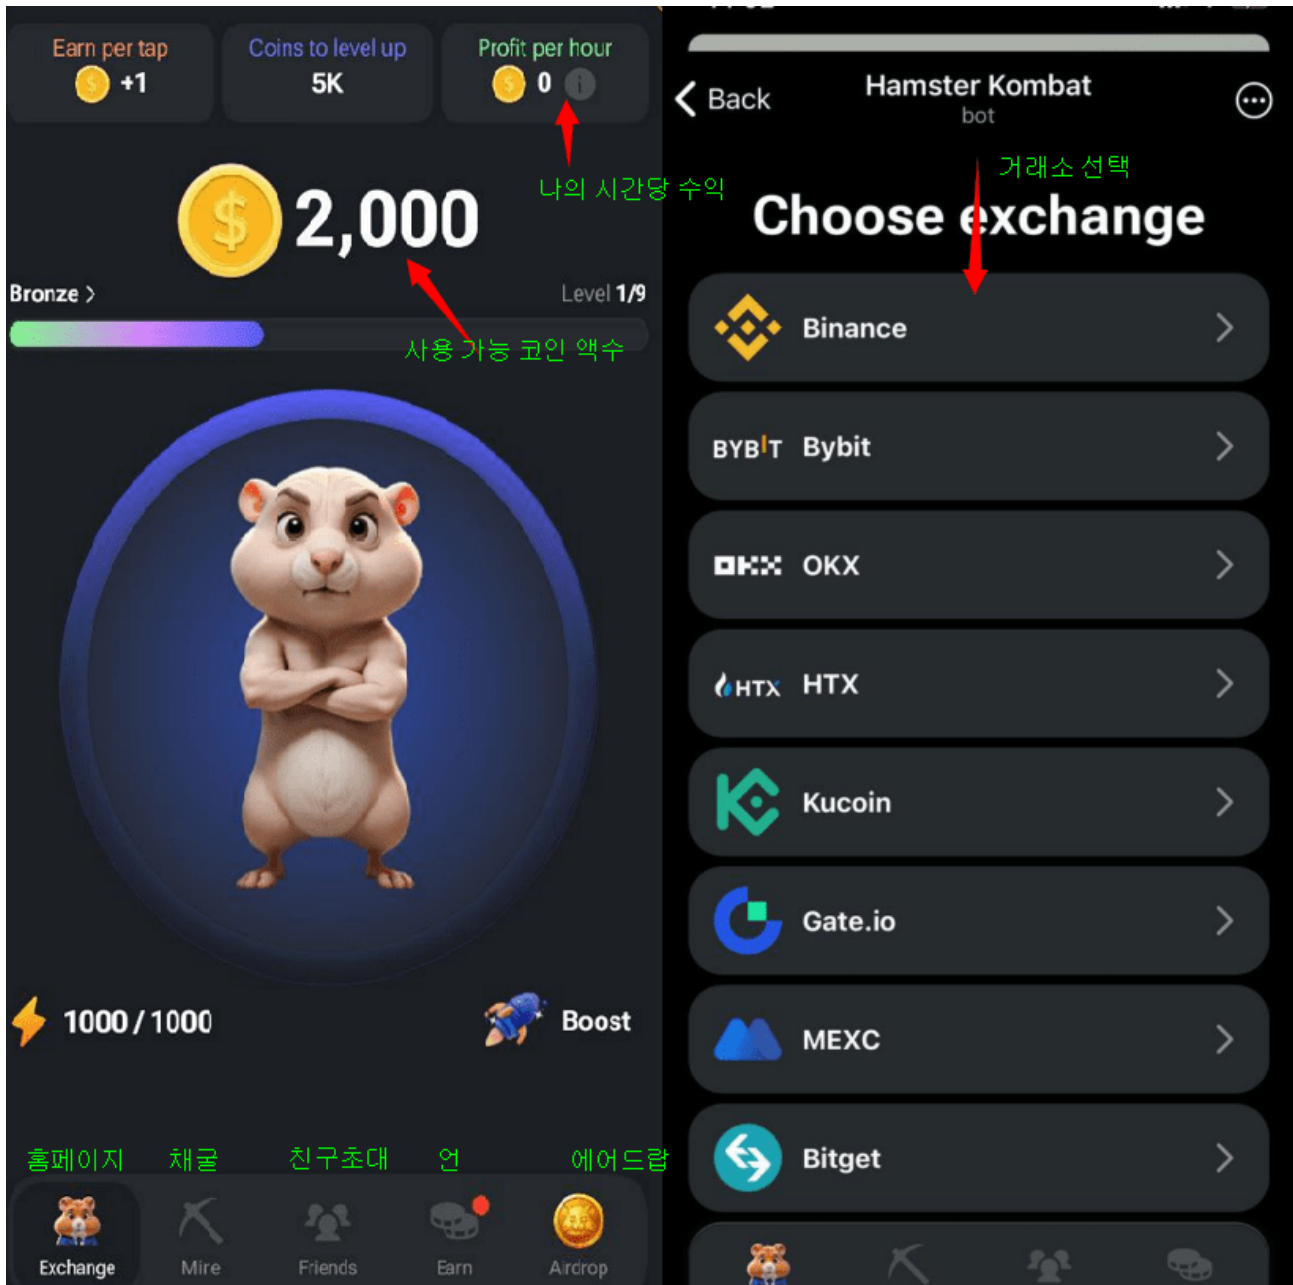 Earn per tap
+1
Coins to level up
5K
Profit per hour
0
나의 시간당 수익
2,000
Bronze >
Level 1/9
사용 가능 코인 액수
1000 / 1000
Boost
홈페이지 채굴 친구초대 언 에어드랍
Exchange Mire Friends Earn Airdrop
Back
Hamster Kombat
bot
거래소 선택
Choose exchange
Binance
BYBIT Bybit
OKX OKX
HTX HTX
Kucoin
Gate.io
MEXC
Bitget